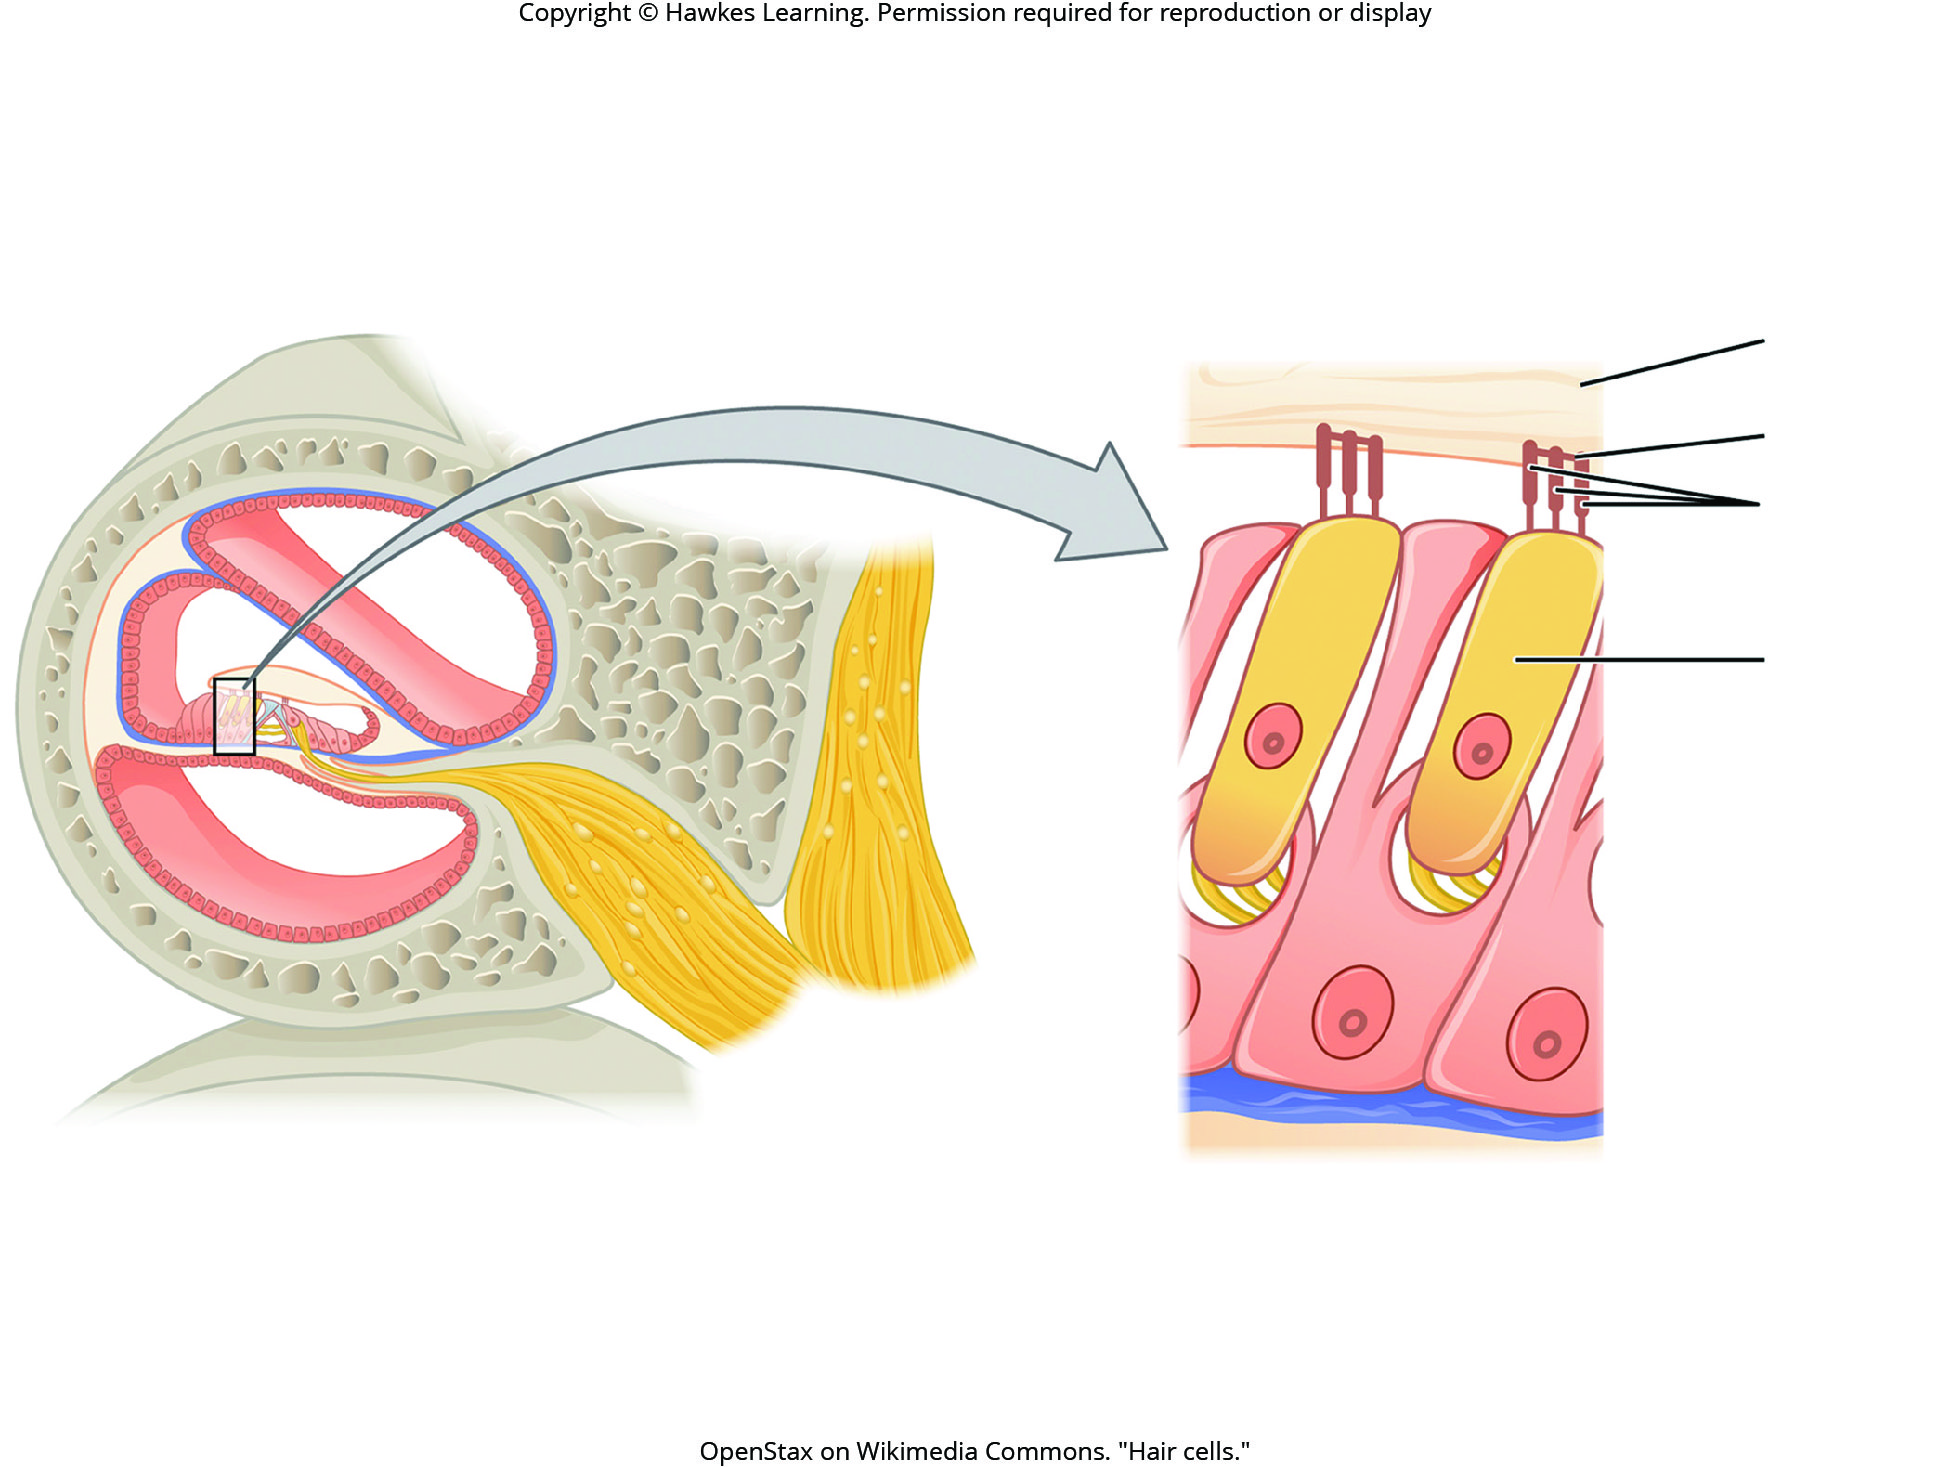 Copyright © Hawkes Learning. Permission required for reproduction or display
OpenStax on Wikimedia Commons. "Hair cells."